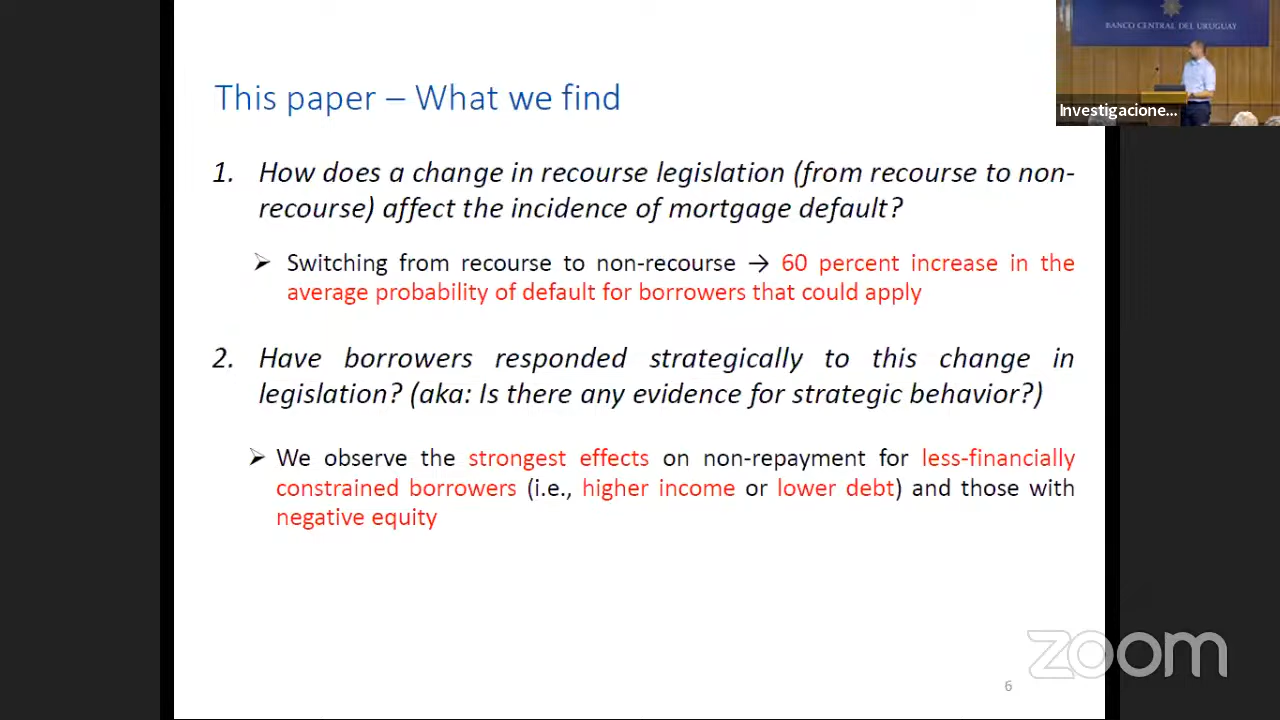 BANCO CENTRAL DEL URUGUAY
Investigacione...
This paper – What we find
1. How does a change in recourse legislation (from recourse to non-
recourse) affect the incidence of mortgage default?
➢ Switching from recourse to non-recourse → 60 percent increase in the
average probability of default for borrowers that could apply
2. Have borrowers responded strategically to this change in
legislation? (aka: Is there any evidence for strategic behavior?)
➢ We observe the strongest effects on non-repayment for less-financially
constrained borrowers (i.e., higher income or lower debt) and those with
negative equity
zoom
6